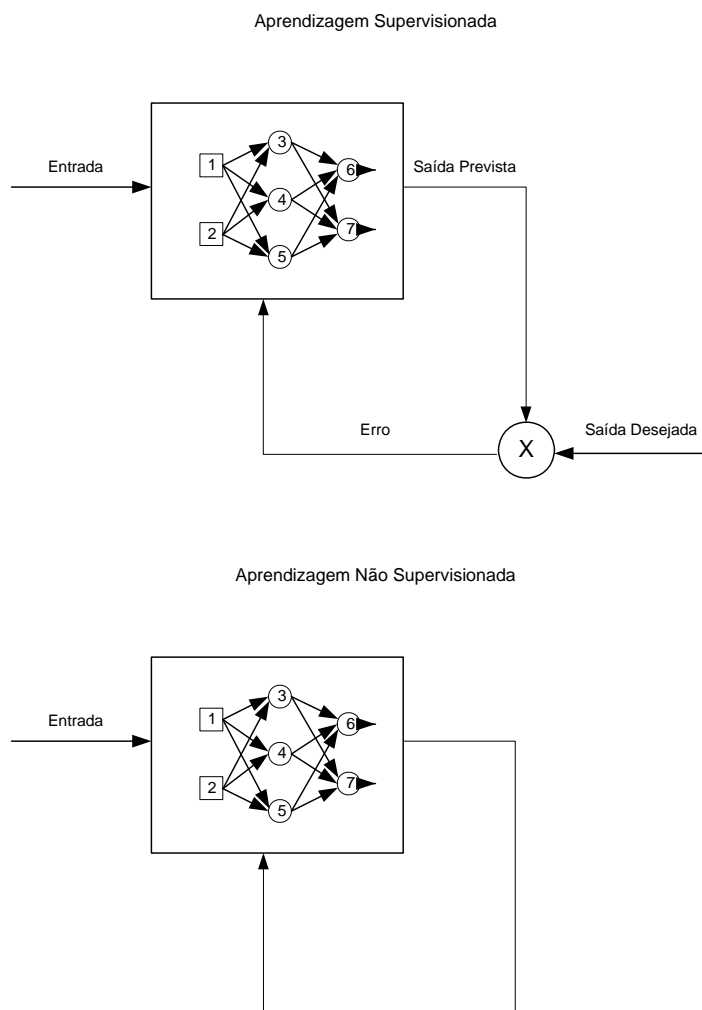 Aprendizagem Supervisionada
Entrada
1
2
3
4
5
6
7
Saída Prevista
Erro
X
Saída Desejada
Aprendizagem Não Supervisionada
Entrada
1
2
3
4
5
6
7